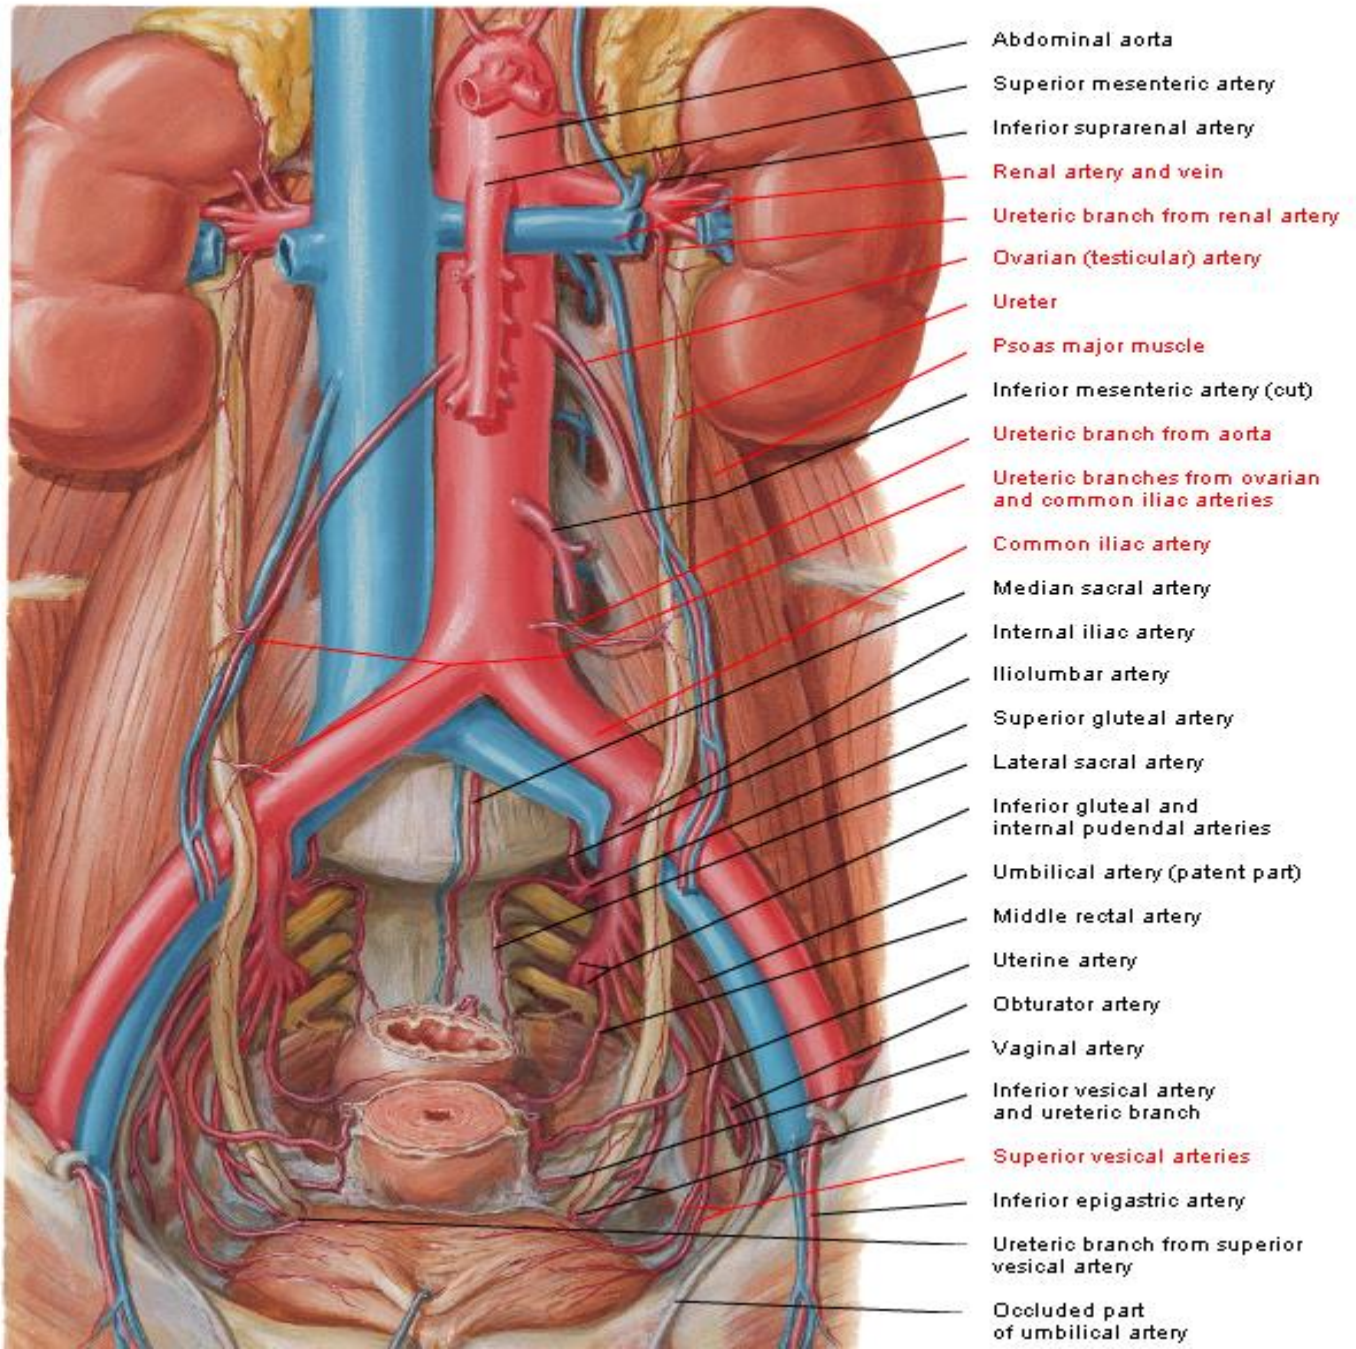 Abdominal aorta
Superior mesenteric artery
Inferior suprarenal artery
Renal artery and vein
Ureteric branch from renal artery
Ovarian (testicular) artery
Ureter
Psoas major muscle
Inferior mesenteric artery (cut)
Ureteric branch from aorta
Ureteric branches from ovarian
and common iliac arteries
Common iliac artery
Median sacral artery
Internal iliac artery
Iliolumbar artery
Superior gluteal artery
Lateral sacral artery
Inferior gluteal and
internal pudendal arteries
Umbilical artery (patent part)
Middle rectal artery
Uterine artery
Obturator artery
Vaginal artery
Inferior vesical artery
and ureteric branch
Superior vesical arteries
Inferior epigastric artery
Ureteric branch from superior
vesical artery
Occluded part
of umbilical artery